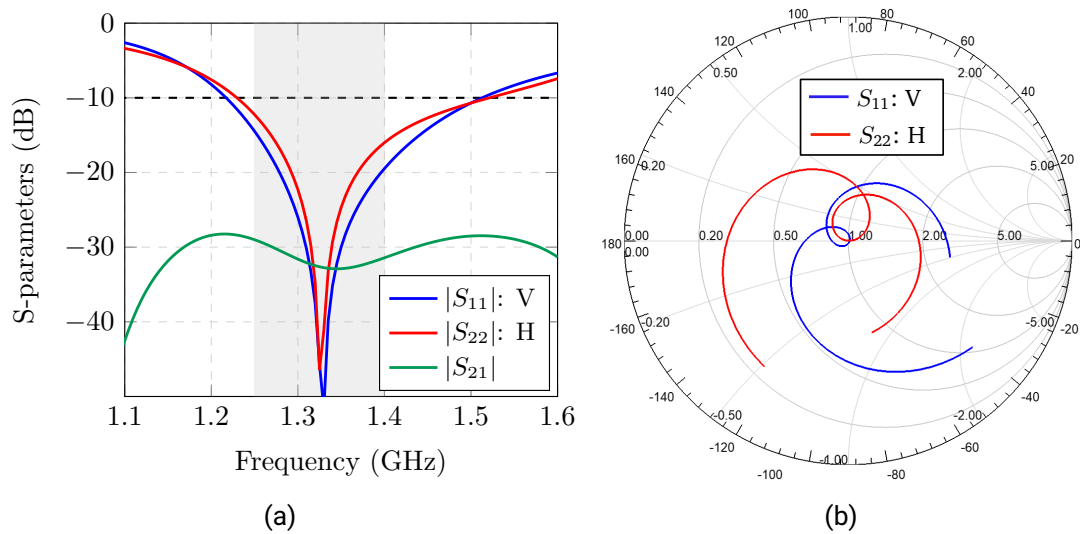 0
−10
−20
−30
−40
S-parameters (dB)
1.1 1.2 1.3 1.4 1.5 1.6
Frequency (GHz)
|S11|: V
|S22|: H
|S21|
(a)
100 80
120 60
140 40
160 20
180 0
-160 -20
-140 -40
-120 -60
-100 -80
1.00
0.50 2.00
0.20 5.00
0.00 0.20 0.50 1.00 2.00 5.00
0.00
-0.20 -5.00
-0.50 -2.00
-1.00
S11: V
S22: H
(b)